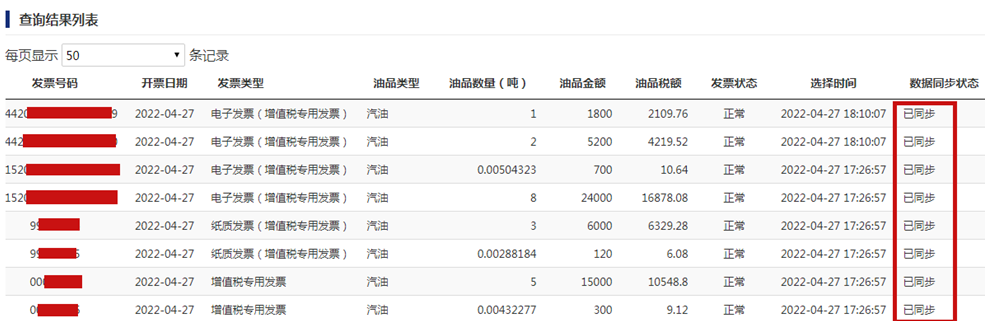 查询结果列表
每页显示 50 条记录
发票号码 开票日期 发票类型 油品类型 油品数量（吨） 油品金额 油品税额 发票状态 选择时间 数据同步状态
4420 9 2022-04-27 电子发票（增值税专用发票） 汽油 1 1800 2109.76 正常 2022-04-27 18:10:07 已同步
442 2022-04-27 电子发票（增值税专用发票） 汽油 2 5200 4219.52 正常 2022-04-27 18:10:07 已同步
1520 2022-04-27 电子发票（增值税专用发票） 汽油 0.00504323 700 10.64 正常 2022-04-27 17:26:57 已同步
1520 2022-04-27 电子发票（增值税专用发票） 汽油 8 24000 16878.08 正常 2022-04-27 17:26:57 已同步
99 2022-04-27 纸质发票（增值税专用发票） 汽油 3 6000 6329.28 正常 2022-04-27 17:26:57 已同步
99 2022-04-27 纸质发票（增值税专用发票） 汽油 0.00288184 120 6.08 正常 2022-04-27 17:26:57 已同步
00 2022-04-27 增值税专用发票 汽油 5 15000 10548.8 正常 2022-04-27 17:26:57 已同步
0 2022-04-27 增值税专用发票 汽油 0.00432277 300 9.12 正常 2022-04-27 17:26:57 已同步